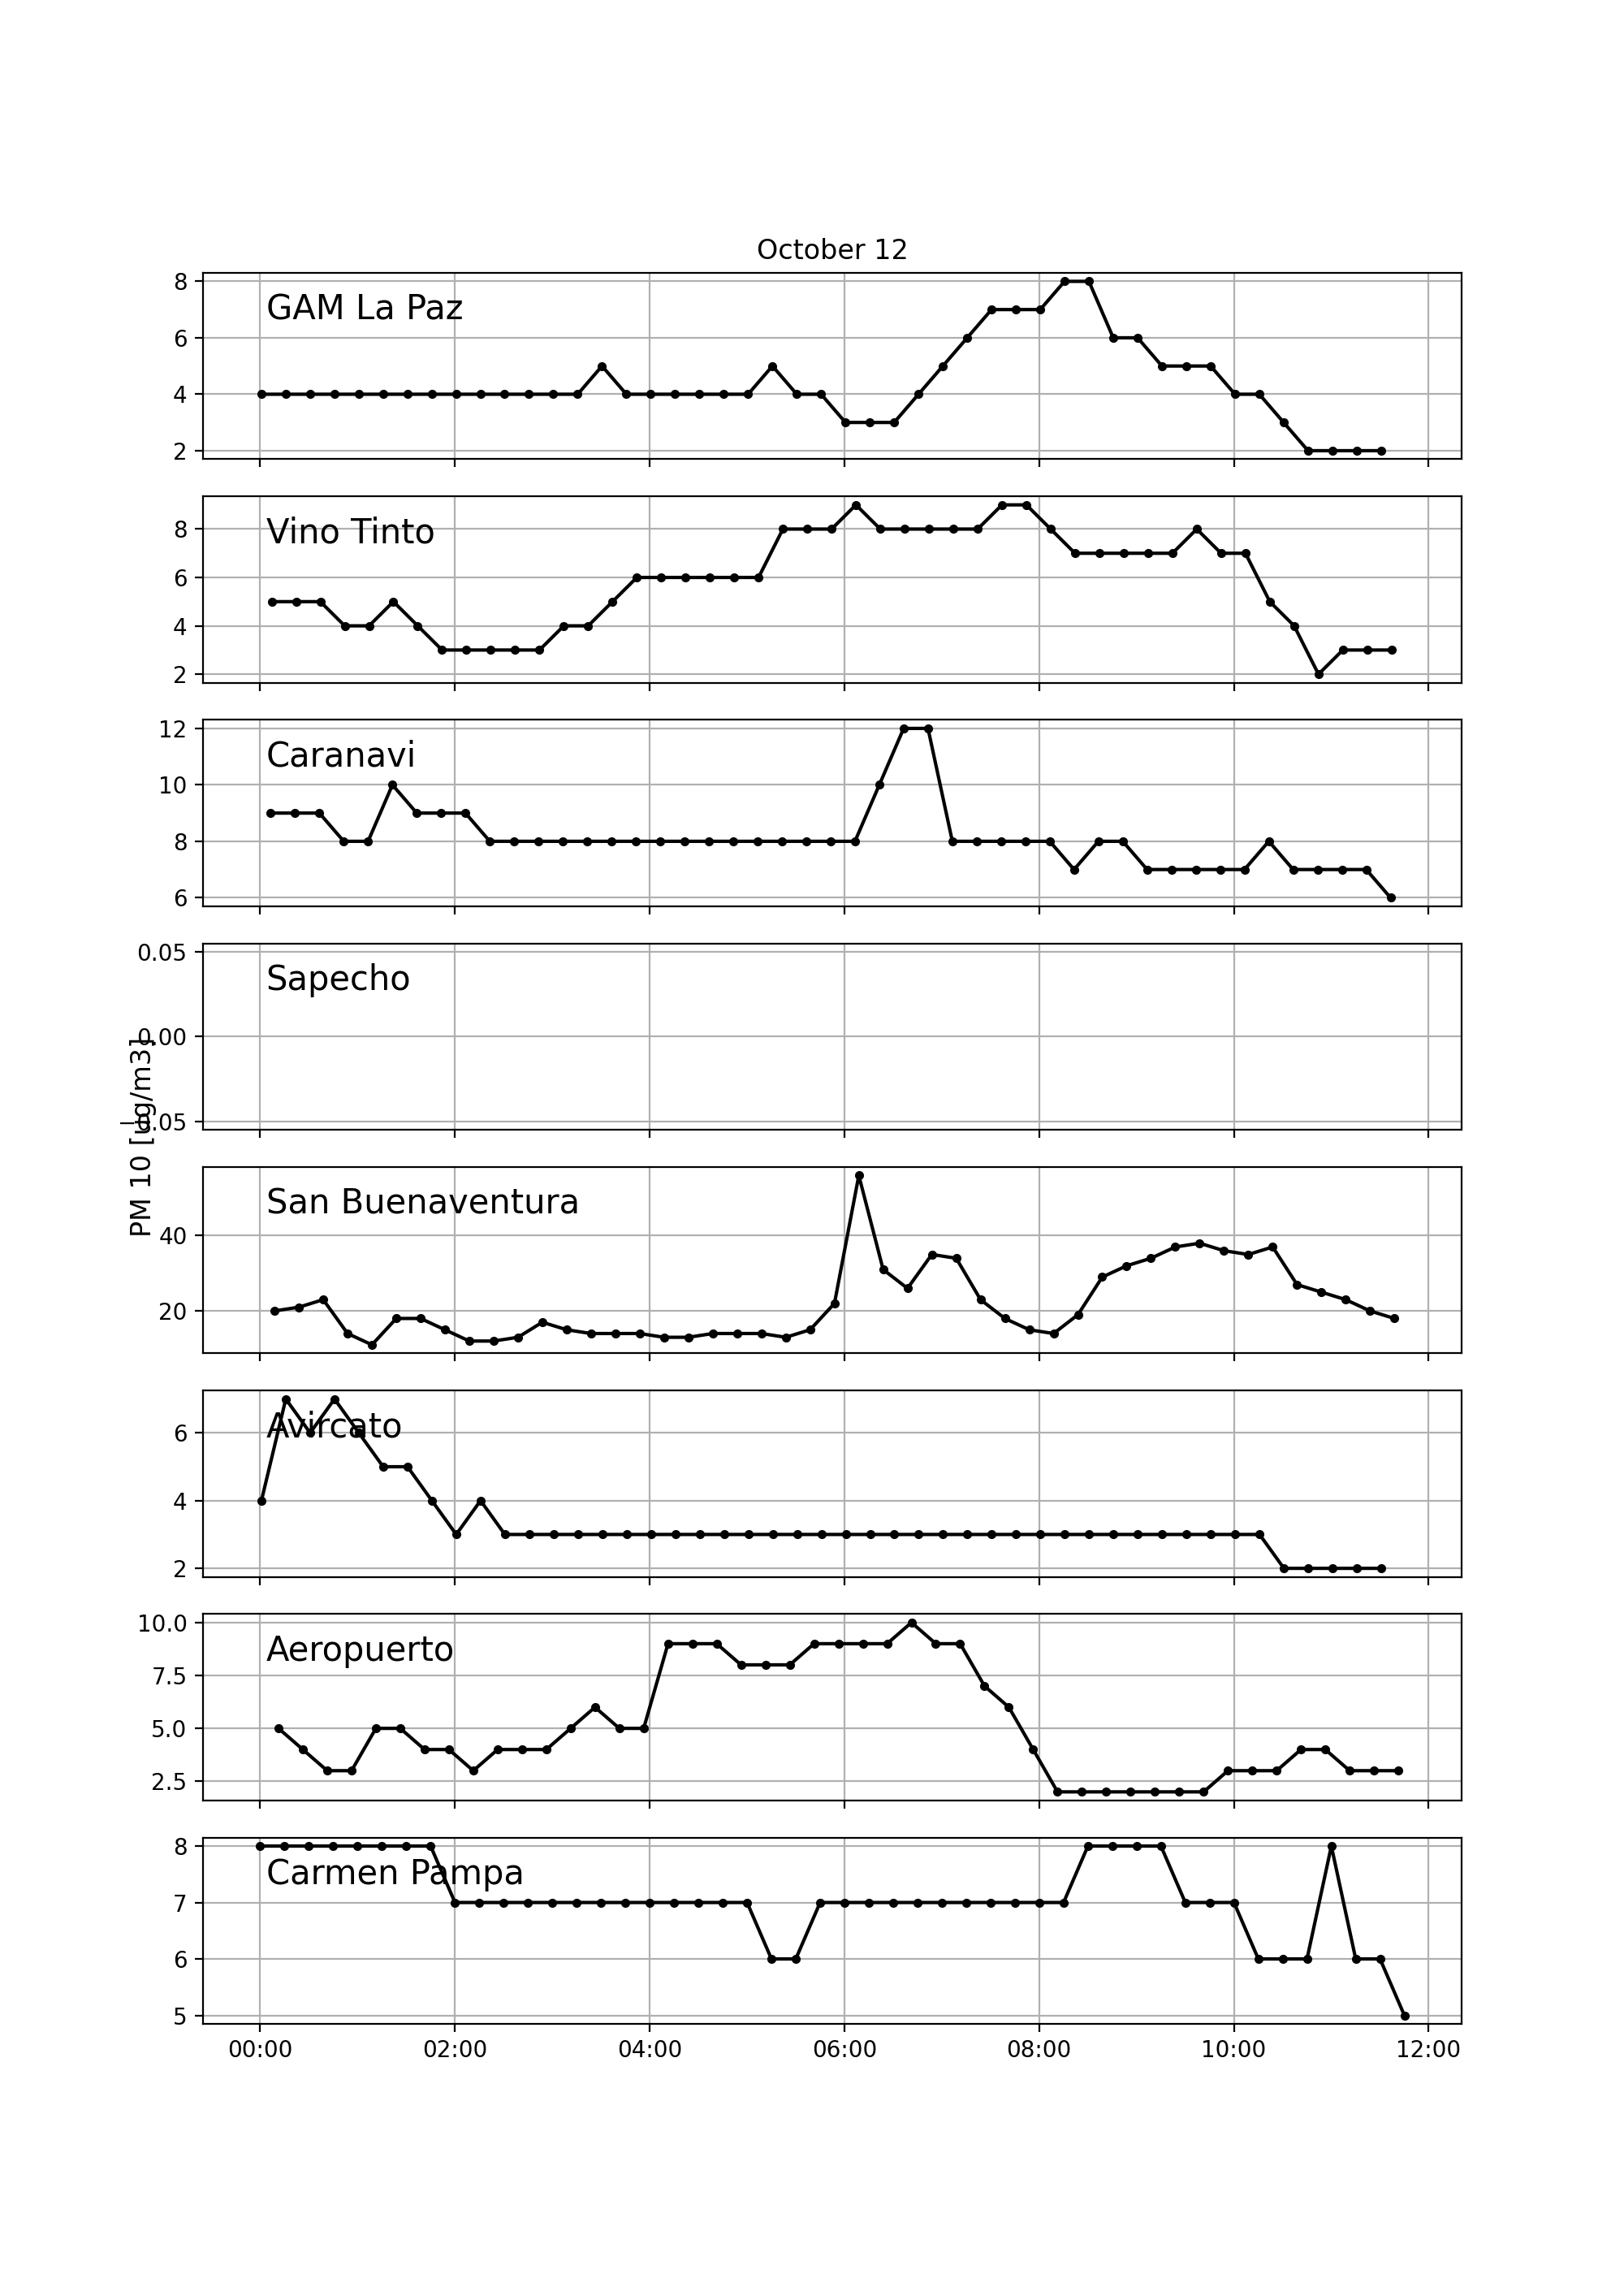 October 12
8
GAM La Paz
6
4
2
8
Vino Tinto
6
4
2
12
Caranavi
10
8
6
0.05
Sapecho
0.00
PM 10 [ug/m3]
−0.05
San Buenaventura
40
20
Avircato
6
4
2
10.0
Aeropuerto
7.5
5.0
2.5
8
Carmen Pampa
7
6
5
00:00 02:00 04:00 06:00 08:00 10:00 12:00